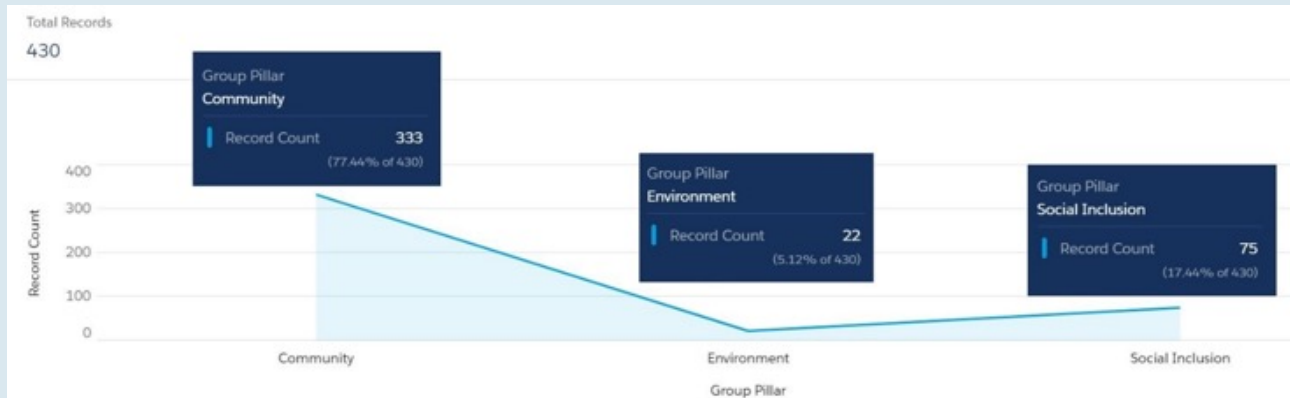 Total Records
430
Group Pillar
Community
Record Count 333
(77.44% of 430)
Group Pillar
Environment
Record Count 22
(5.12% of 430)
Group Pillar
Social Inclusion
Record Count 75
(17.44% of 430)
Record Count
400
300
200
100
0
Community
Environment
Social Inclusion
Group Pillar